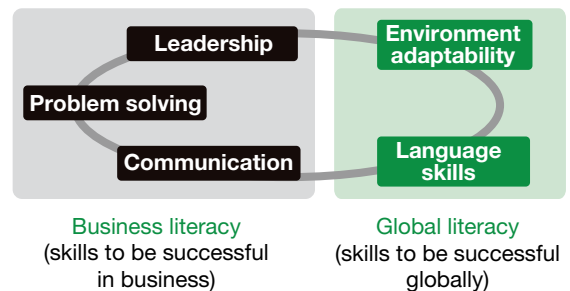 Leadership
Problem solving
Communication
Environment
adaptability
Language
skills
Business literacy
(skills to be successful
in business)
Global literacy
(skills to be successful
globally)